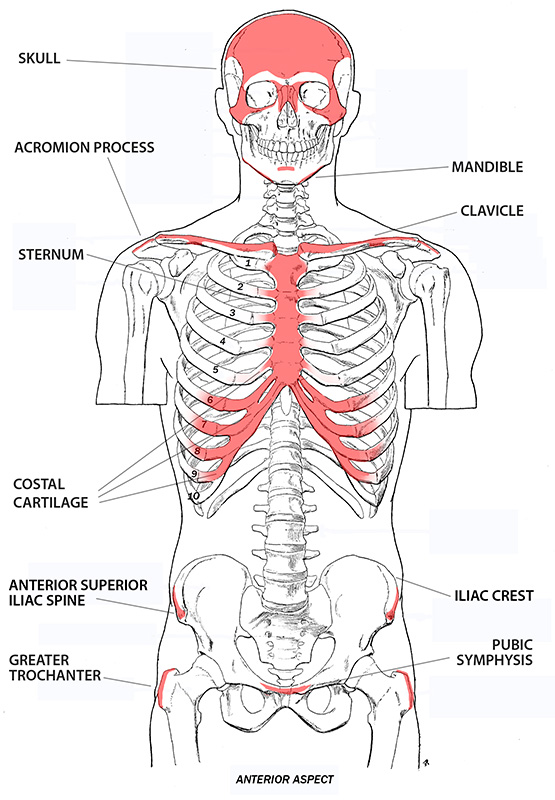 SKULL
ACROMION PROCESS
MANDIBLE
CLAVICLE
STERNUM
1
2
3
4
5
6
7
8
9
10
COSTAL
CARTILAGE
ANTERIOR SUPERIOR
ILIAC SPINE
ILIAC CREST
PUBIC
SYMPHYSIS
GREATER
TROCHANTER
ANTERIOR ASPECT